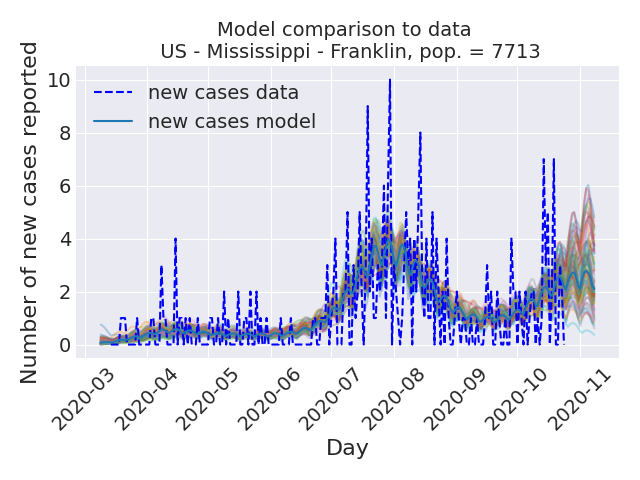 Model comparison to data
US - Mississippi - Franklin, pop. = 7713
Number of new cases reported
10
8
6
4
2
0
new cases data
new cases model
2020-03
2020-04
2020-05
2020-06
2020-07
2020-08
2020-09
2020-10
2020-11
Day